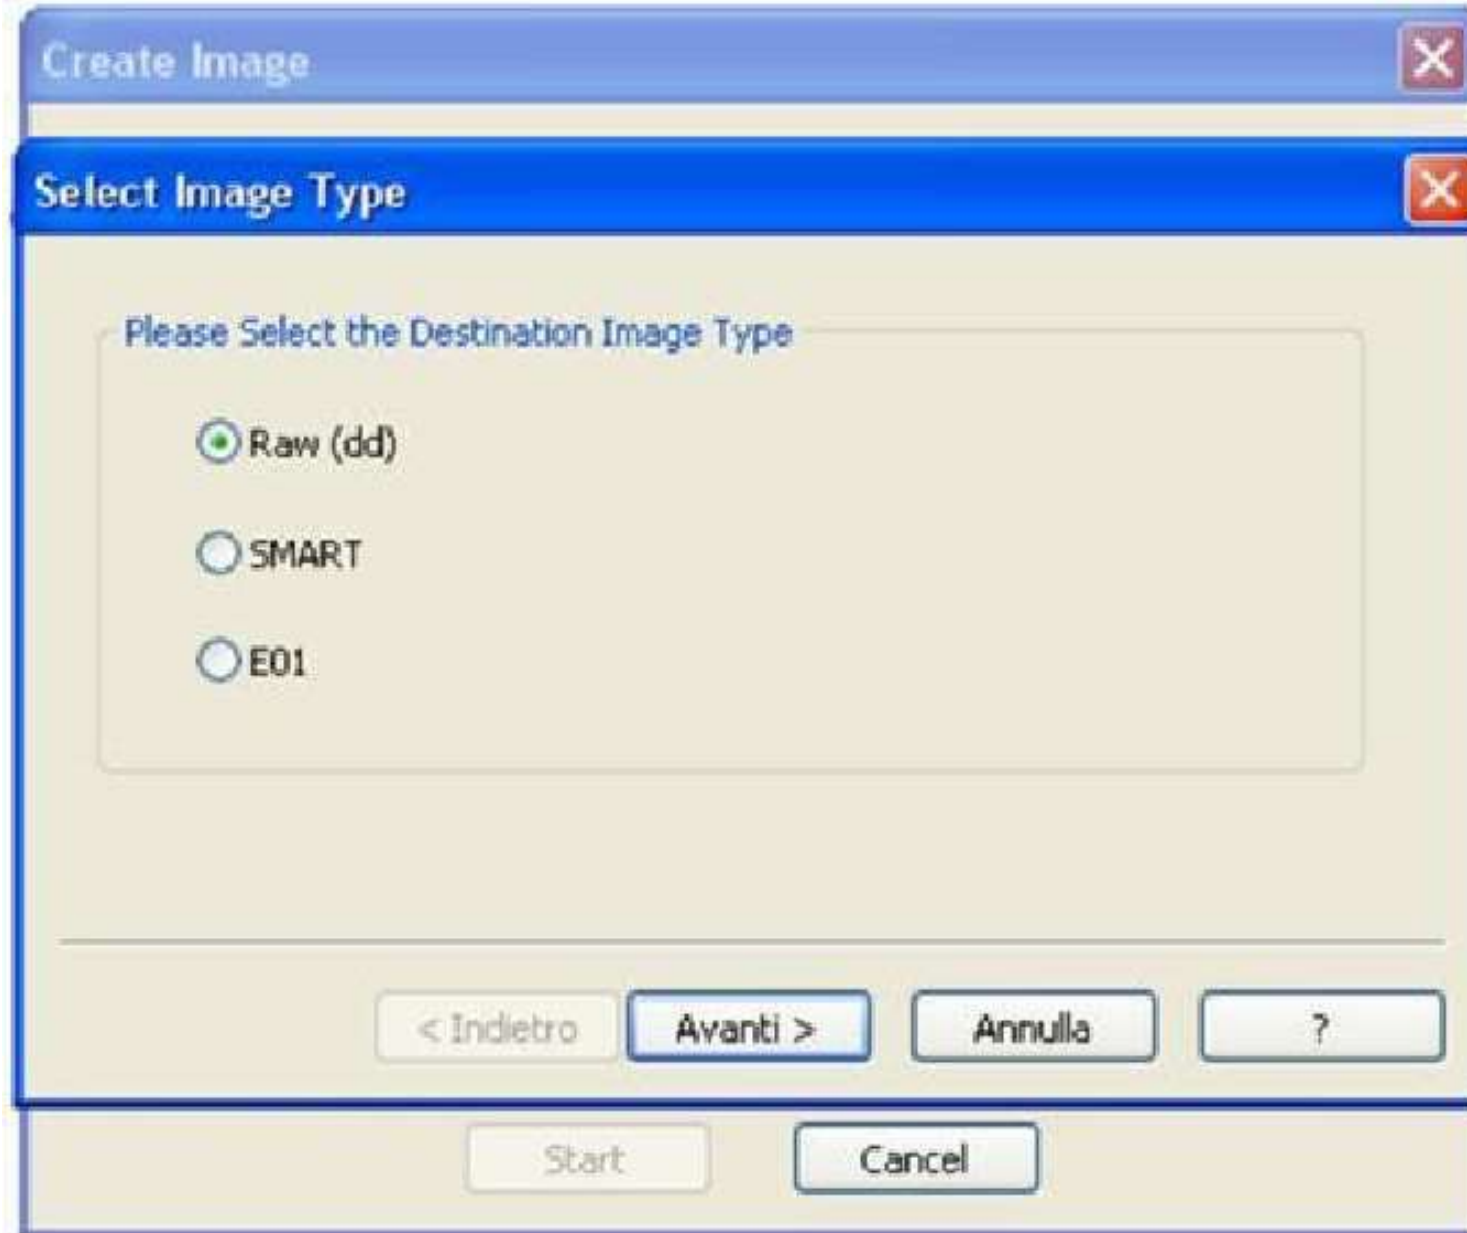 Create Image
Select Image Type
Please Select the Destination Image Type
Raw (dd)
SMART
E01
< Indietro
Avanti >
Annulla
?
Start
Cancel